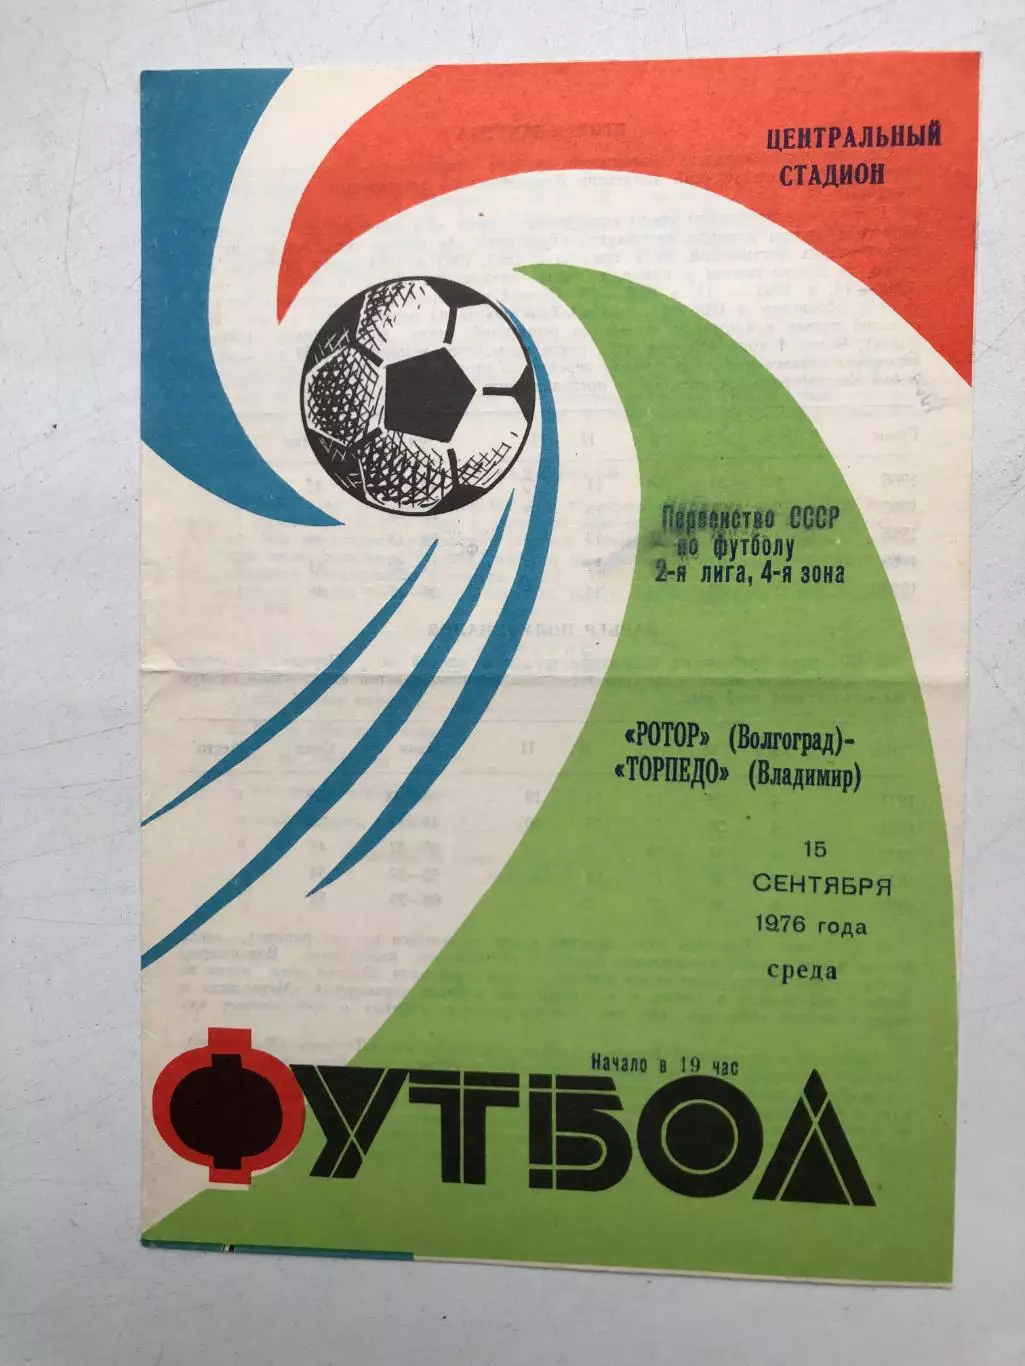 ЦЕНТРАЛЬНЫЙ
СТАДИОН
Первенство СССР
по футболу
2-я лига, 4-я зона
«РОТОР» (Волгоград)-
«ТОРПЕДО» (Владимир)
15
СЕНТЯБРЯ
1976 года
среда
Начало в 19 час
ФУТБОЛ